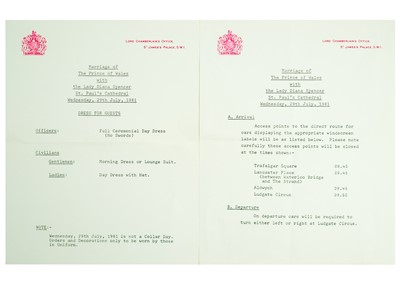 LORD CHAMBERLAIN'S OFFICE,
ST. JAMES'S PALACE, S.W.1
Marriage of
The Prince of Wales
with
the Lady Diana Spencer
St. Paul's Cathedral
Wednesday, 29th July, 1981
DRESS FOR GUESTS
Officers: Full Ceremonial Day Dress
(No Swords)
Civilians
Gentlemen: Morning Dress or Lounge Suit.
Ladies: Day Dress with Hat.
NOTE:-
Wednesday, 29th July, 1981 is not a Collar Day.
Orders and Decorations only to be worn by those
in Uniform.
LORD CHAMBERLAIN'S OFFICE,
ST. JAMES'S PALACE, S.W.1
Marriage of
The Prince of Wales
with
the Lady Diana Spencer
St. Paul's Cathedral
Wednesday, 29th July, 1981
A. Arrival
Access points to the direct route for
cars displaying the appropriate windscreen
labels will be as listed below. Please note
carefully these access points will be closed
at the times shown:-
Trafalgar Square
Lancaster Place
(between Waterloo Bridge
and The Strand)
Aldwych
Ludgate Circus
B. Departure
On departure cars will be required to
turn either left or right at Ludgate Circus.